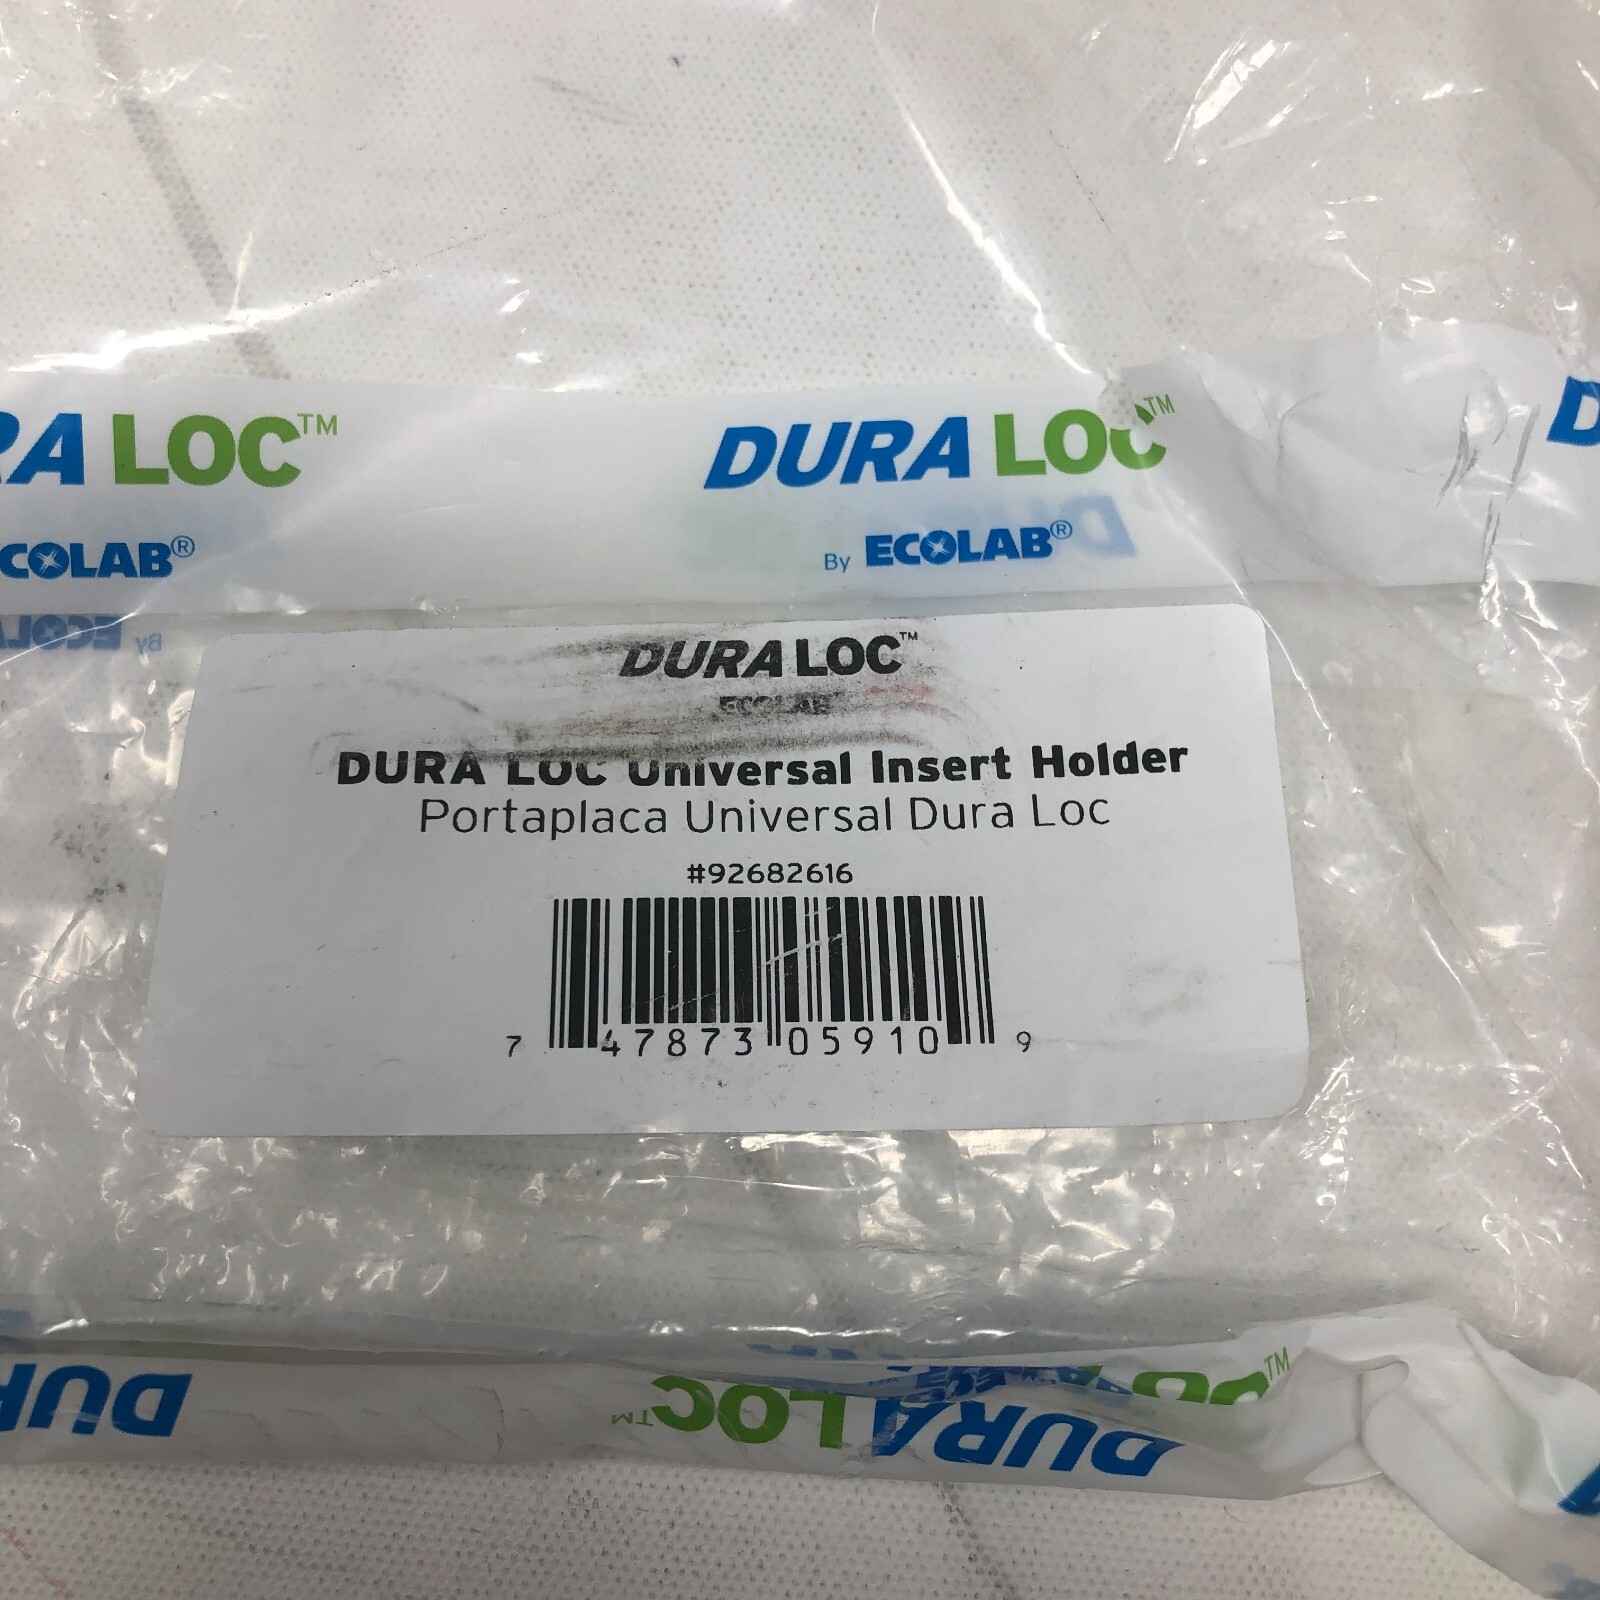 RA LOC™
DURA LOC™
D
COLAB®
By ECOLAB®
DURA LOC™
ECOLAB
DURA LOC Universal Insert Holder
Portaplaca Universal Dura Loc
#92682616
7 47873 05910 9
DURA LOC™
DUR